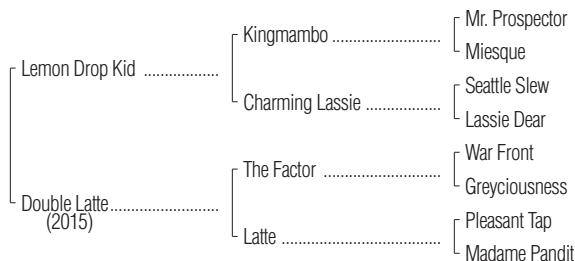 Mr. Prospector
Kingmambo ..........................
Miesque
Lemon Drop Kid ..................
Seattle Slew
Charming Lassie ..................
Lassie Dear
War Front
The Factor ............................
Greyciousness
Double Latte..........................
(2015)
Pleasant Tap
Latte ......................................
Madame Pandit